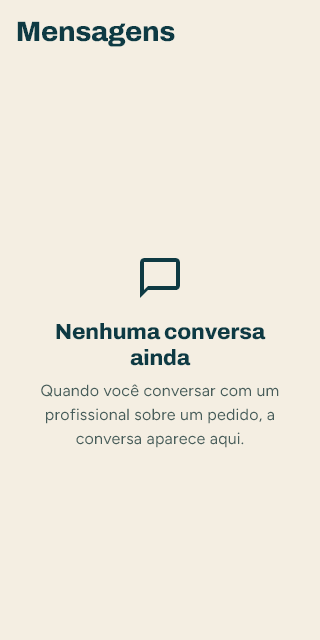 Mensagens
Nenhuma conversa
ainda
Quando você conversar com um
profissional sobre um pedido, a
conversa aparece aqui.